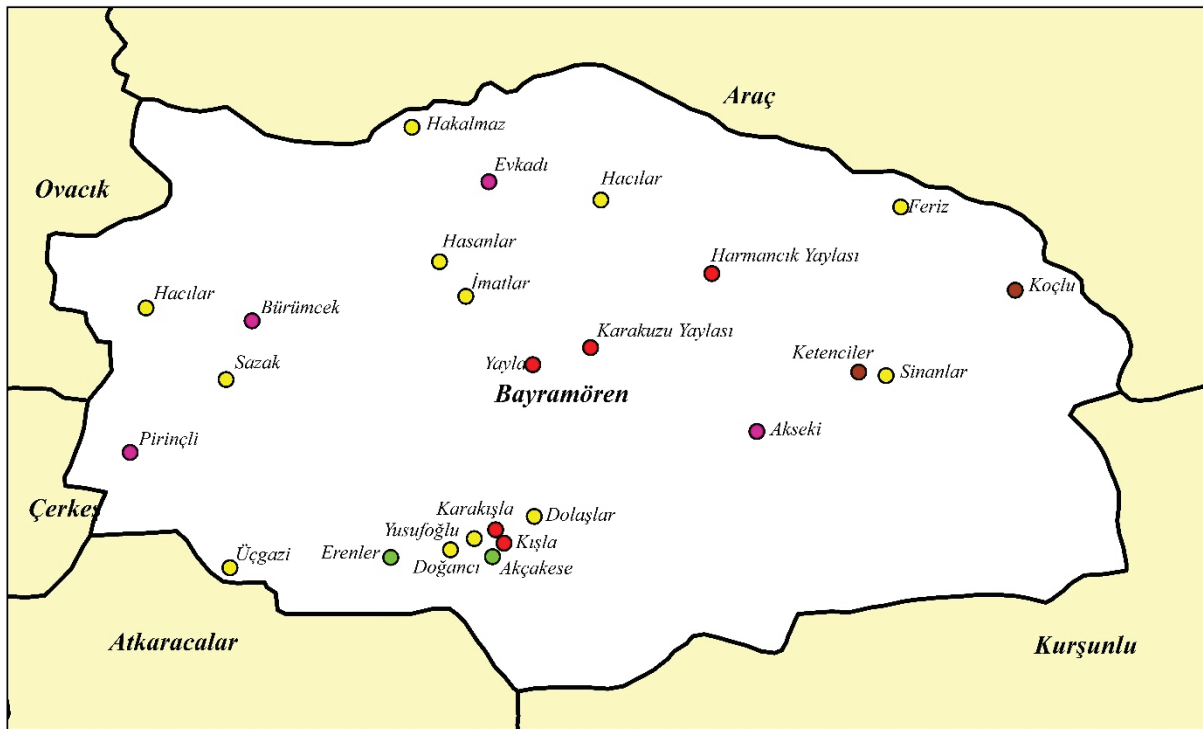 Araç
Hakalmaz
Evkadı
Ovacık
Hacılar
Feriz
Hasanlar
Harmancık Yaylası
İmatlar
Koçlu
Hacılar
Bürümcek
Karakuzu Yaylası
Sazak
Yayla
Ketenciler
Sinanlar
Bayramören
Akseki
Pirinçli
Çerkeş
Karakışla
Dolaşlar
Yusufoğlu
Kışla
Üçgazi
Erenler
Doğancı
Akçakese
Atkaracalar
Kurşunlu